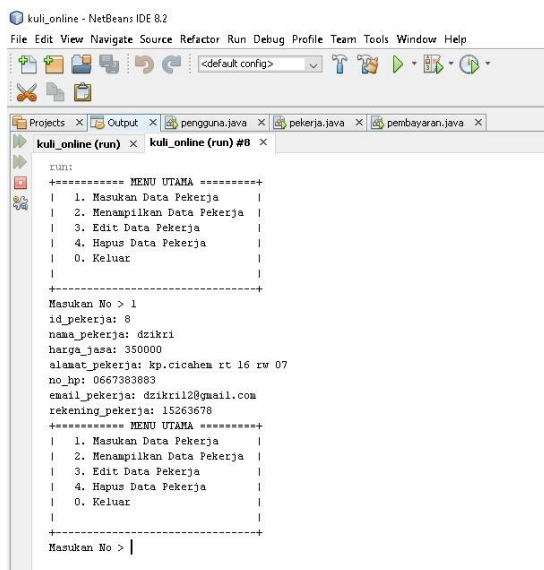 kuli_online - NetBeans IDE 8.2
File Edit View Navigate Source Refactor Run Debug Profile Team Tools Window Help
<default config>
Projects Output pengguna.java pekerja.java pembayaran.java
kuli_online (run) kuli_online (run) #8
run:
+=========== MENU UTAMA =========+
| 1. Masukan Data Pekerja |
| 2. Menampilkan Data Pekerja |
| 3. Edit Data Pekerja |
| 4. Hapus Data Pekerja |
| 0. Keluar |
| |
+--------------------------------+
Masukan No > 1
id_pekerja: 8
nama_pekerja: dzikri
harga_jasa: 350000
alamat_pekerja: kp.cicahem rt 16 rw 07
no_hp: 0667383883
email_pekerja: dzikri12@gmail.com
rekening_pekerja: 15263678
+=========== MENU UTAMA =========+
| 1. Masukan Data Pekerja |
| 2. Menampilkan Data Pekerja |
| 3. Edit Data Pekerja |
| 4. Hapus Data Pekerja |
| 0. Keluar |
| |
+--------------------------------+
Masukan No >